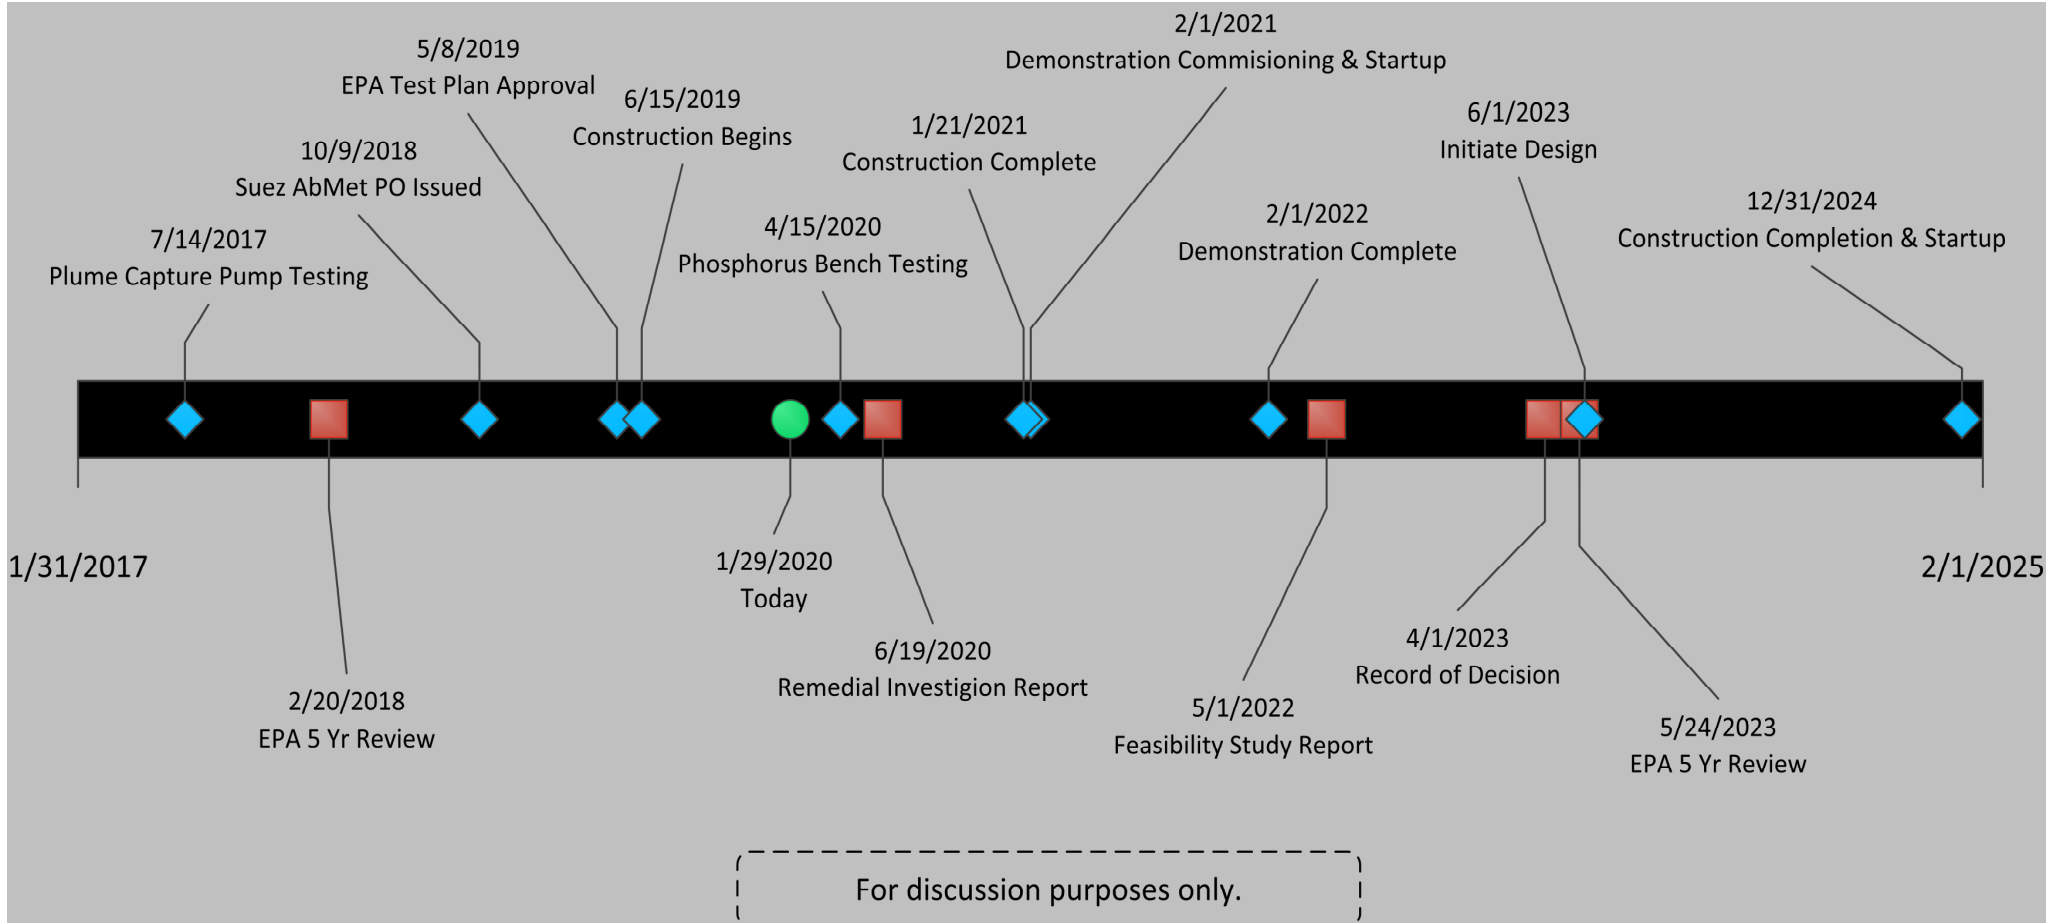 2/1/2021
Demonstration Commisioning & Startup
5/8/2019
EPA Test Plan Approval
6/15/2019
Construction Begins
1/21/2021
Construction Complete
6/1/2023
Initiate Design
10/9/2018
Suez AbMet PO Issued
12/31/2024
Construction Completion & Startup
7/14/2017
Plume Capture Pump Testing
4/15/2020
Phosphorus Bench Testing
2/1/2022
Demonstration Complete
1/31/2017
2/1/2025
1/29/2020
Today
6/19/2020
Remedial Investigion Report
4/1/2023
Record of Decision
2/20/2018
EPA 5 Yr Review
5/1/2022
Feasibility Study Report
5/24/2023
EPA 5 Yr Review
For discussion purposes only.